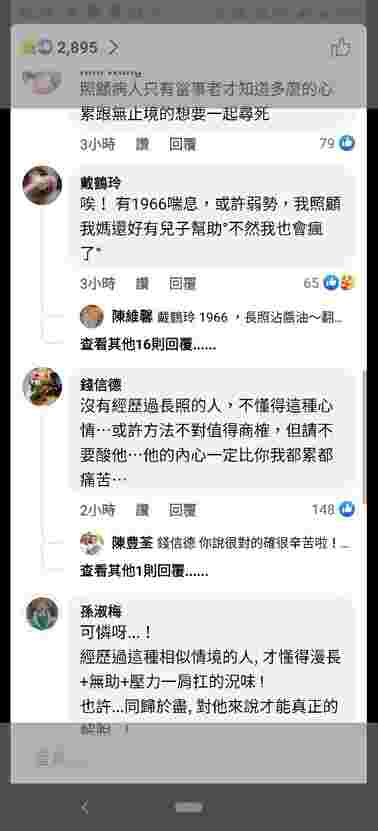 2,895
照顧病人只有當事者才知道多麼的心
累跟無止境的想要一起尋死
3小時 讚 回覆 79
戴鶴玲
唉！ 有1966喘息，或許弱勢，我照顧
我媽還好有兒子幫助°不然我也會瘋
了°
3小時 讚 回覆 65
陳維馨 戴鶴玲 1966 ，長照沾醬油～翻...
查看其他16則回覆......
錢信德
沒有經歷過長照的人，不懂得這種心
情⋯或許方法不對值得商榷，但請不
要酸他⋯他的內心一定比你我都累都
痛苦⋯
2小時 讚 回覆 148
陳豊荃 錢信德 你說很對的確很辛苦啦！...
查看其他1則回覆......
孫淑梅
可憐呀...！
經歷過這種相似情境的人, 才懂得漫長
+無助+壓力一肩扛的況味！
也許...同歸於盡, 對他來說才能真正的